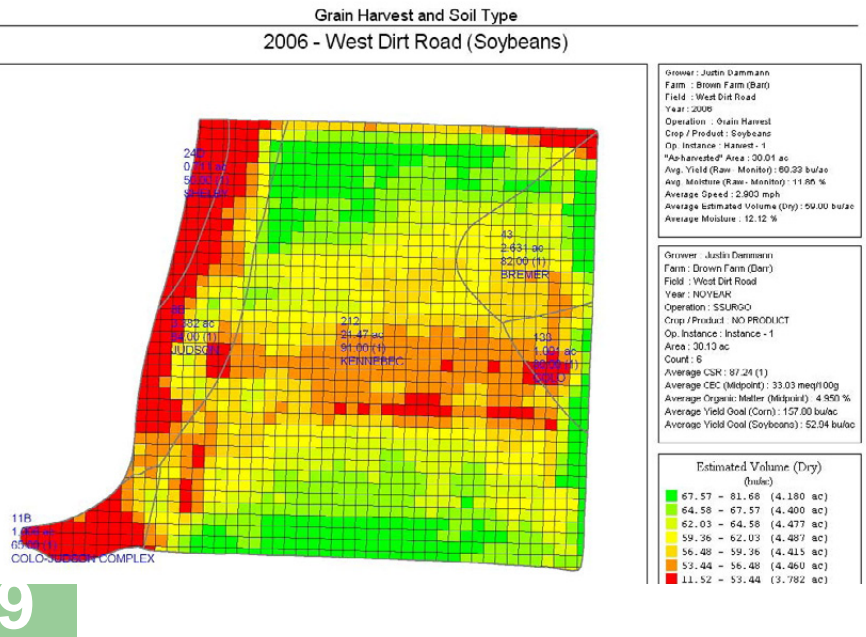 Grain Harvest and Soil Type
2006 - West Dirt Road (Soybeans)
Grower : Justin Dammann
Farm : Brown Farm (Barr)
Field : West Dirt Road
Year : 2006
Operation : Grain Harvest
Crop / Product : Soybeans
Op. Instance : Harvest - 1
"As-harvested" Area : 30.01 ac
Avg. Yield (Raw - Monitor) : 60.33 bu/ac
Avg. Moisture (Raw - Monitor) : 11.86 %
Average Speed : 2.903 mph
Average Estimated Volume (Dry) : 59.00 bu/ac
Average Moisture : 12.12 %
Grower : Justin Dammann
Farm : Brown Farm (Barr)
Field : West Dirt Road
Year : NOYEAR
Operation : SSURGO
Crop / Product : NO PRODUCT
Op. Instance : Instance - 1
Area : 30.13 ac
Count : 6
Average CSR : 87.24 (1)
Average CEC (Midpoint) : 33.03 meq/100g
Average Organic Matter (Midpoint) : 4.950 %
Average Yield Goal (Corn) : 157.00 bu/ac
Average Yield Goal (Soybeans) : 52.94 bu/ac
Estimated Volume (Dry)
(bu/ac)
67.57 - 81.68 (4.180 ac)
64.58 - 67.57 (4.400 ac)
62.03 - 64.58 (4.477 ac)
59.36 - 62.03 (4.487 ac)
56.48 - 59.36 (4.415 ac)
53.44 - 56.48 (4.460 ac)
11.52 - 53.44 (3.782 ac)
SHELBY
43
2.631 ac
82.00 (1)
BREMER
JUDSON
212
21.47 ac
91.00 (1)
KENNEBEC
133
COLO
11B
COLO-JUDSON COMPLEX
9